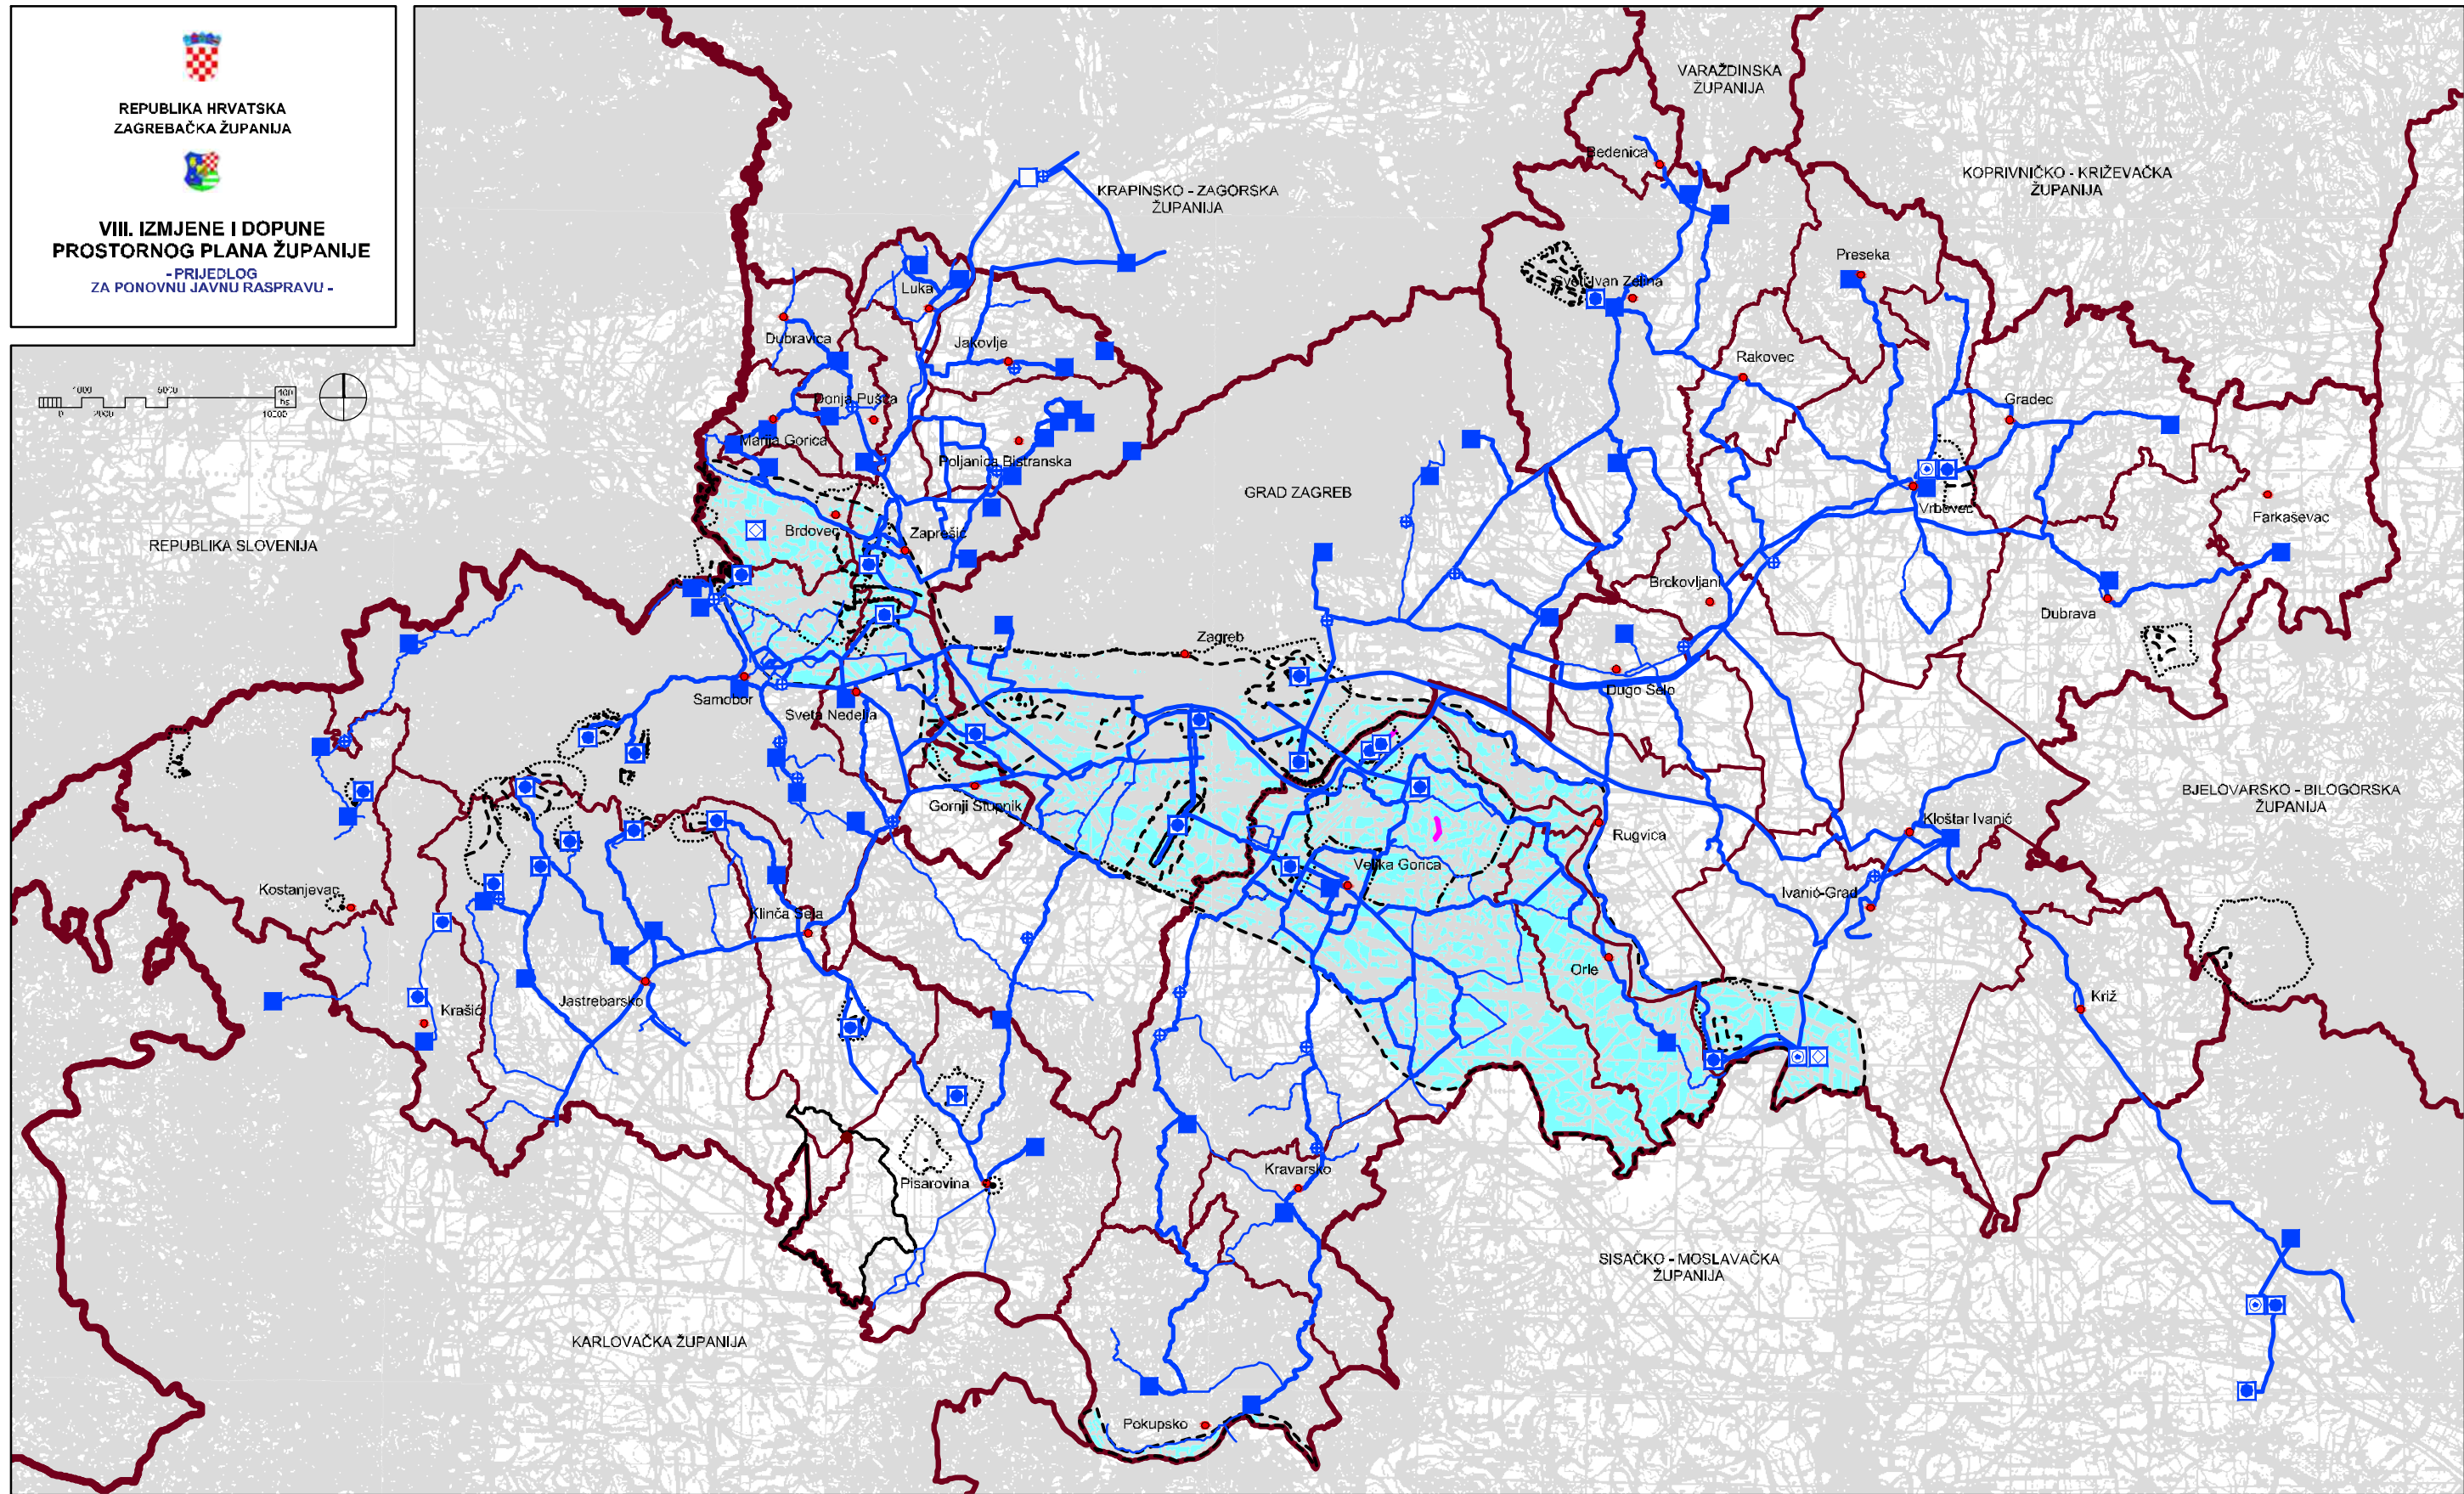 REPUBLIKA HRVATSKA
ZAGREBAČKA ŽUPANIJA
VIII. IZMJENE I DOPUNE
PROSTORNOG PLANA ŽUPANIJE
- PRIJEDLOG
ZA PONOVNU JAVNU RASPRAVU -
0
2000
10000
VARAŽDINSKA
ŽUPANIJA
KOPRIVNIČKO - KRIŽEVAČKA
ŽUPANIJA
KRAPINSKO - ZAGORSKA
ŽUPANIJA
Bedenica
Preseka
Luka
Dubravica
Jakovlje
Rakovec
Donja Pušća
Gradec
Marija Gorica
Poljanica Bistranska
GRAD ZAGREB
Vrbovec
Farkaševac
REPUBLIKA SLOVENIJA
Brdovec
Zaprešić
Brckovljani
Dubrava
Zagreb
Samobor
Sveta Nedelja
Dugo Selo
BJELOVARSKO - BILOGORSKA
ŽUPANIJA
Gornji Stupnik
Rugvica
Kloštar Ivanić
Velika Gorica
Kostanjevac
Ivanić-Grad
Klinča Sela
Orle
Krašić
Jastrebarsko
Križ
Pisarovina
Kravarsko
SISAČKO - MOSLAVAČKA
ŽUPANIJA
KARLOVAČKA ŽUPANIJA
Pokupsko